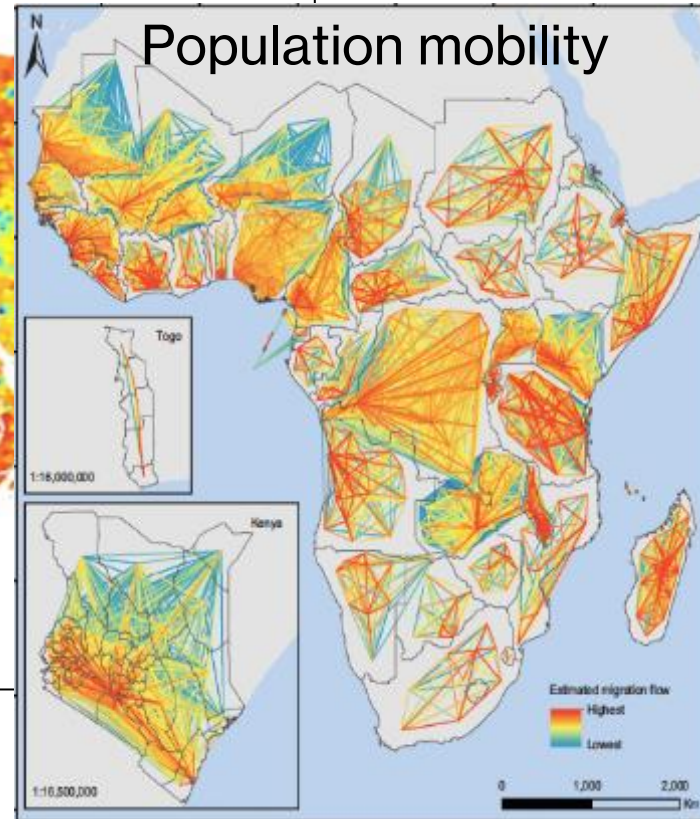 N
Population mobility
Togo
1:16,000,000
Kenya
1:16,500,000
Estimated migration flow
Highest
Lowest
0 1,000 2,000
Km